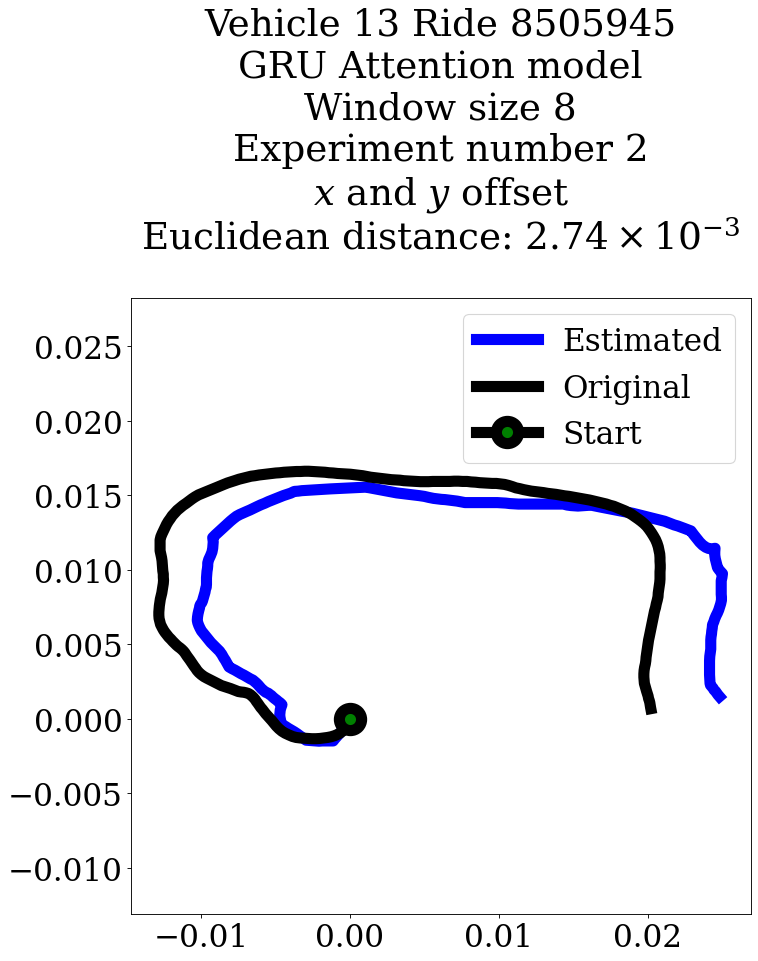 Vehicle 13 Ride 8505945
GRU Attention model
Window size 8
Experiment number 2
x and y offset
Euclidean distance: 2.74 × 10⁻³
Estimated
Original
Start
0.025
0.020
0.015
0.010
0.005
0.000
−0.005
−0.010
−0.01 0.00 0.01 0.02